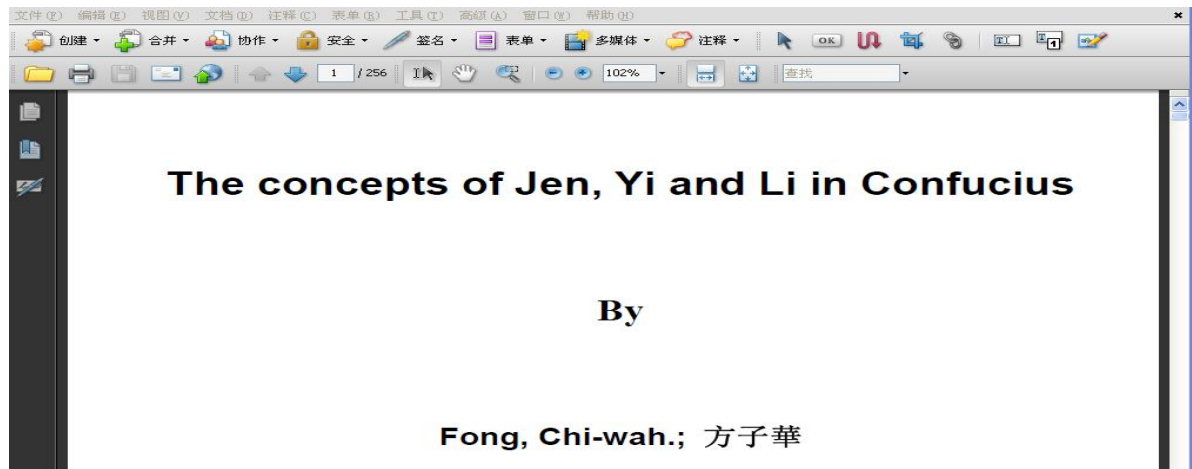 文件(F) 编辑(E) 视图(V) 文档(D) 注释(C) 表单(R) 工具(T) 高级(A) 窗口(W) 帮助(H) ×
创建 合并 协作 安全 签名 表单 多媒体 注释 OK
1 / 256 102% 查找
The concepts of Jen, Yi and Li in Confucius
By
Fong, Chi-wah.; 方子華